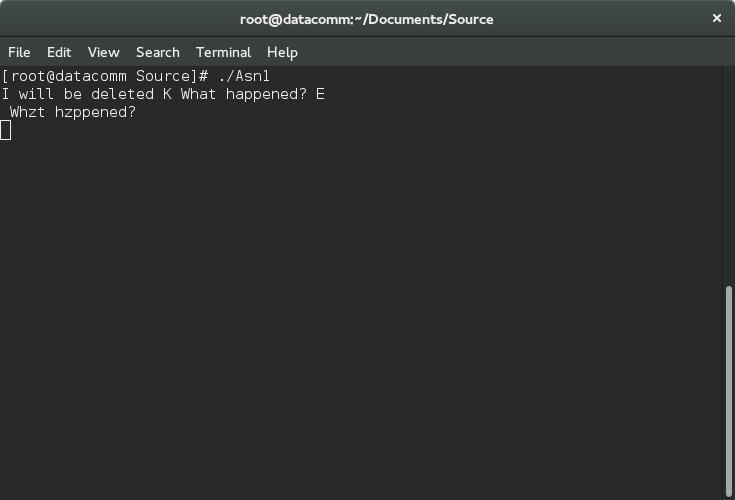 root@datacomm:~/Documents/Source ×
File Edit View Search Terminal Help
[root@datacomm Source]# ./Asn1
I will be deleted K What happened? E
 Whzt hzppened?